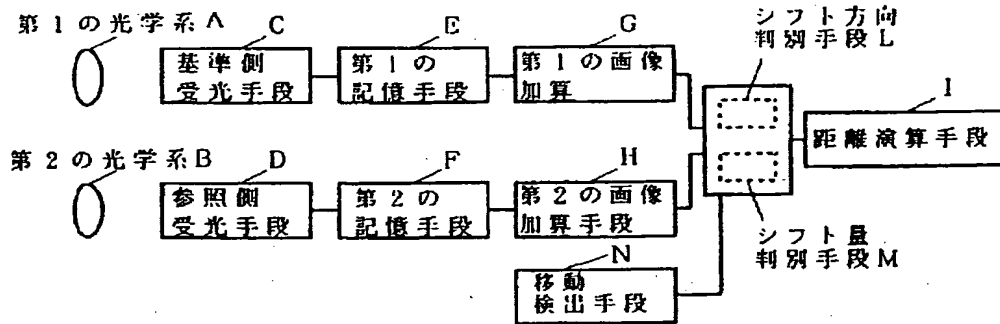 第1の光学系A
C
基準側
受光手段
E
第1の
記憶手段
G
第1の画像
加算
シフト方向
判別手段L
I
距離演算手段
第2の光学系B
D
参照側
受光手段
F
第2の
記憶手段
H
第2の画像
加算手段
シフト量
判別手段M
N
移動
検出手段